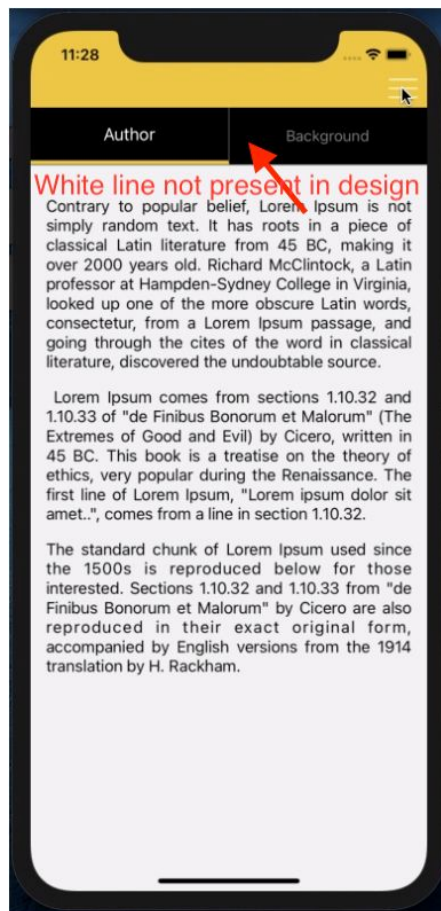 11:28
Author Background
White line not present in design
Contrary to popular belief, Lorem Ipsum is not
simply random text. It has roots in a piece of
classical Latin literature from 45 BC, making it
over 2000 years old. Richard McClintock, a Latin
professor at Hampden-Sydney College in Virginia,
looked up one of the more obscure Latin words,
consectetur, from a Lorem Ipsum passage, and
going through the cites of the word in classical
literature, discovered the undoubtable source.
Lorem Ipsum comes from sections 1.10.32 and
1.10.33 of "de Finibus Bonorum et Malorum" (The
Extremes of Good and Evil) by Cicero, written in
45 BC. This book is a treatise on the theory of
ethics, very popular during the Renaissance. The
first line of Lorem Ipsum, "Lorem ipsum dolor sit
amet..", comes from a line in section 1.10.32.
The standard chunk of Lorem Ipsum used since
the 1500s is reproduced below for those
interested. Sections 1.10.32 and 1.10.33 from "de
Finibus Bonorum et Malorum" by Cicero are also
reproduced in their exact original form,
accompanied by English versions from the 1914
translation by H. Rackham.